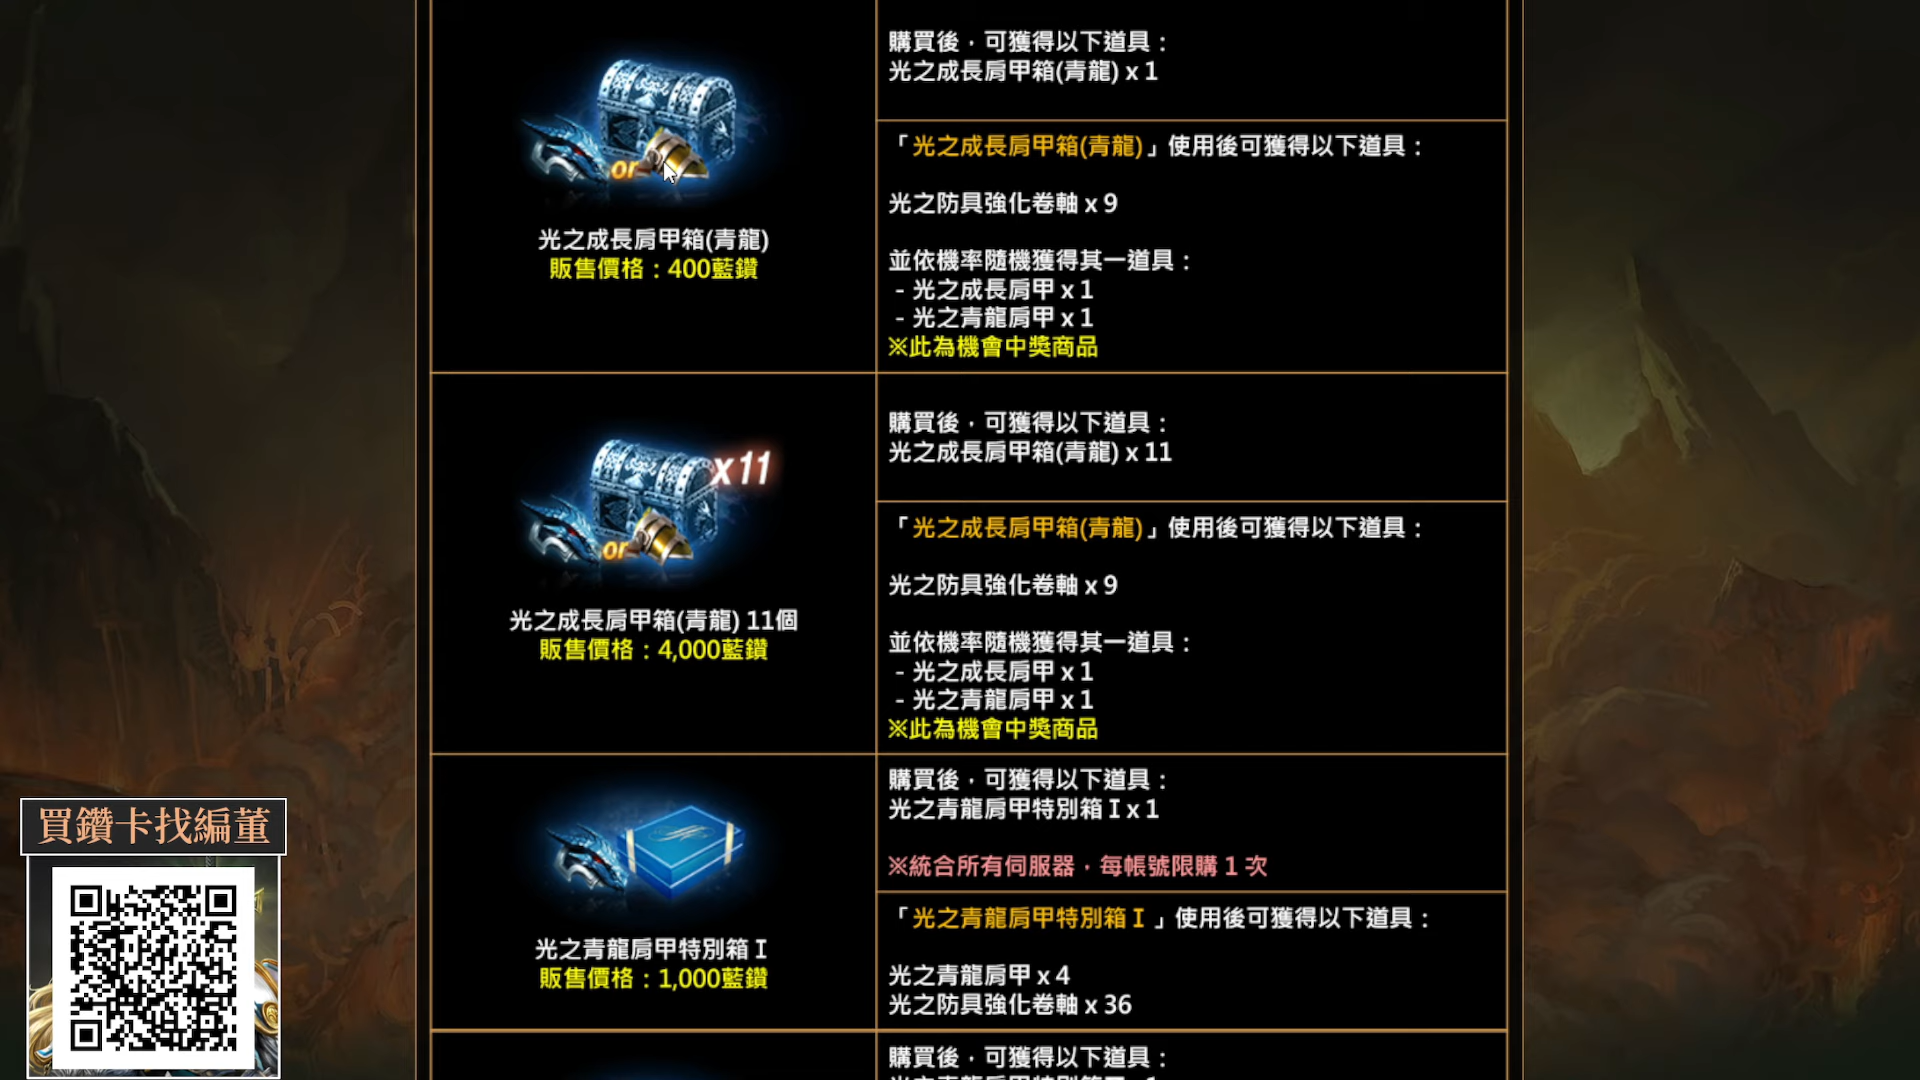 購買後，可獲得以下道具：
光之成長肩甲箱(青龍) x 1
「光之成長肩甲箱(青龍)」使用後可獲得以下道具：
光之防具強化卷軸 x 9
並依機率隨機獲得其一道具：
- 光之成長肩甲 x 1
- 光之青龍肩甲 x 1
※此為機會中獎商品
or
光之成長肩甲箱(青龍)
販售價格：400藍鑽
購買後，可獲得以下道具：
光之成長肩甲箱(青龍) x 11
「光之成長肩甲箱(青龍)」使用後可獲得以下道具：
光之防具強化卷軸 x 9
並依機率隨機獲得其一道具：
- 光之成長肩甲 x 1
- 光之青龍肩甲 x 1
※此為機會中獎商品
x11
or
光之成長肩甲箱(青龍) 11個
販售價格：4,000藍鑽
購買後，可獲得以下道具：
光之青龍肩甲特別箱 I x 1
※統合所有伺服器，每帳號限購 1 次
「光之青龍肩甲特別箱 I 」使用後可獲得以下道具：
光之青龍肩甲 x 4
光之防具強化卷軸 x 36
光之青龍肩甲特別箱 I
販售價格：1,000藍鑽
購買後，可獲得以下道具：
買鑽卡找編董